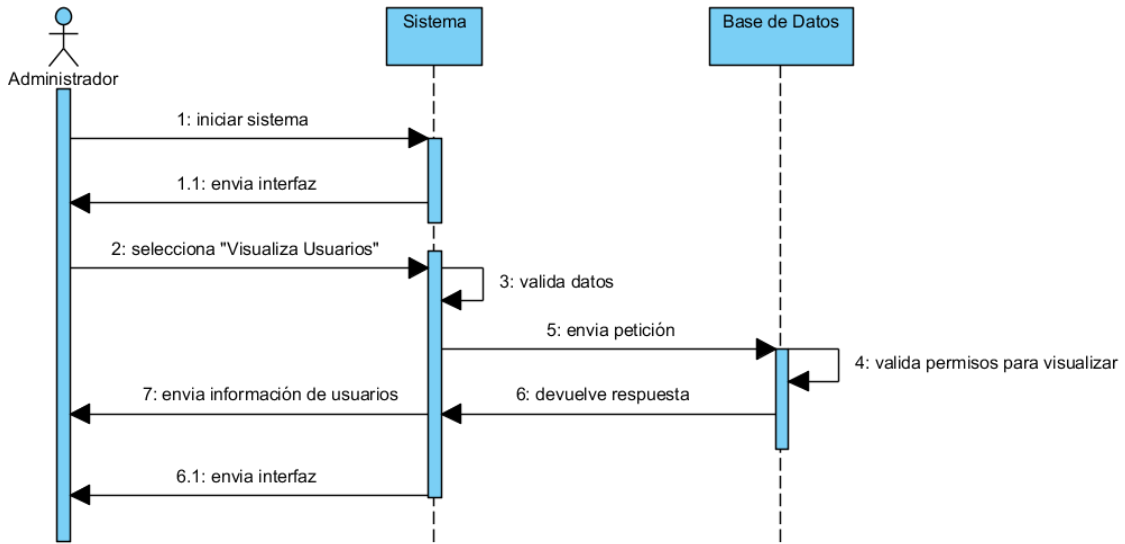 Sistema
Base de Datos
Administrador
1: iniciar sistema
1.1: envia interfaz
2: selecciona "Visualiza Usuarios"
3: valida datos
5: envia petición
4: valida permisos para visualizar
7: envia información de usuarios
6: devuelve respuesta
6.1: envia interfaz